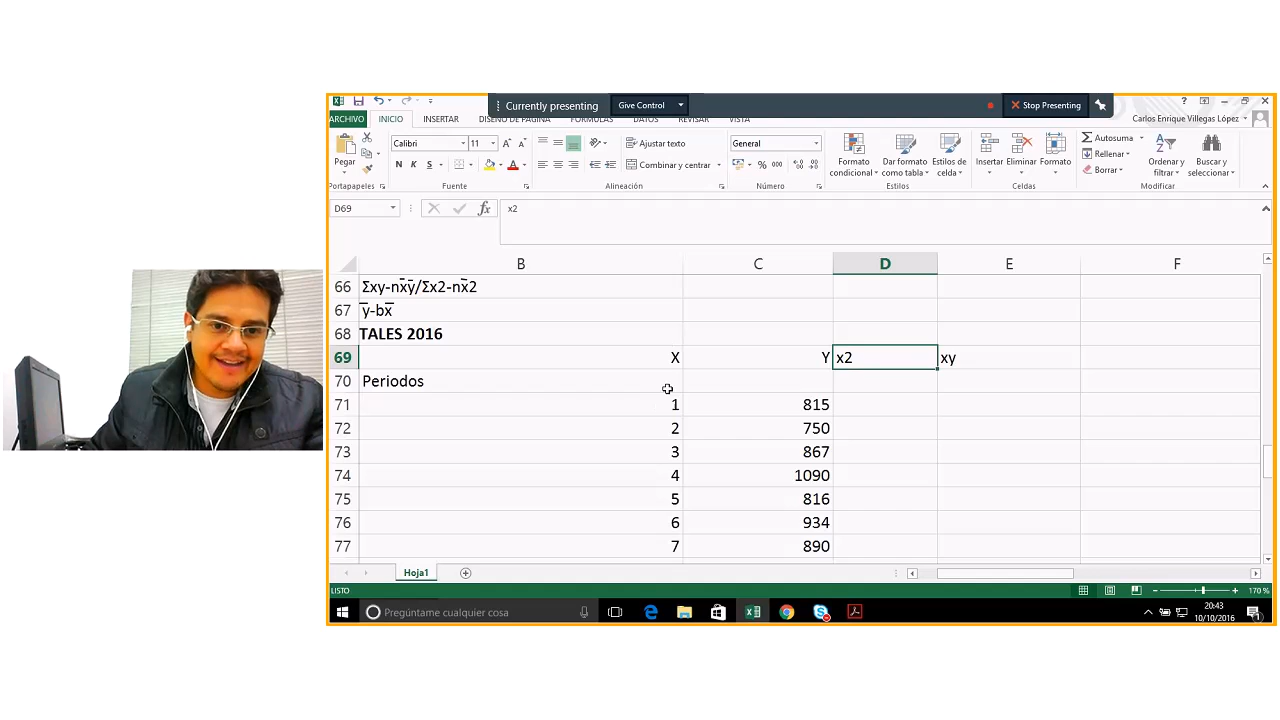 Currently presenting Give Control Stop Presenting
ARCHIVO INICIO INSERTAR DISEÑO DE PÁGINA FÓRMULAS DATOS REVISAR VISTA Carlos Enrique Villegas López
Pegar
Calibri 11
N K S
Ajustar texto
Combinar y centrar
General
% 000
Formato condicional
Dar formato como tabla
Estilos de celda
Insertar Eliminar Formato
Autosuma
Rellenar
Borrar
Ordenar y filtrar
Buscar y seleccionar
Portapapeles Fuente Alineación Número Estilos Celdas Modificar
D69 fx x2
B C D E F
66 Σxy-nx̄ȳ/Σx2-nx̄2
67 ȳ-bx̄
68 TALES 2016
69 X Y x2 xy
70 Periodos
71 1 815
72 2 750
73 3 867
74 4 1090
75 5 816
76 6 934
77 7 890
Hoja1
LISTO 170 %
Pregúntame cualquier cosa
20:43
10/10/2016